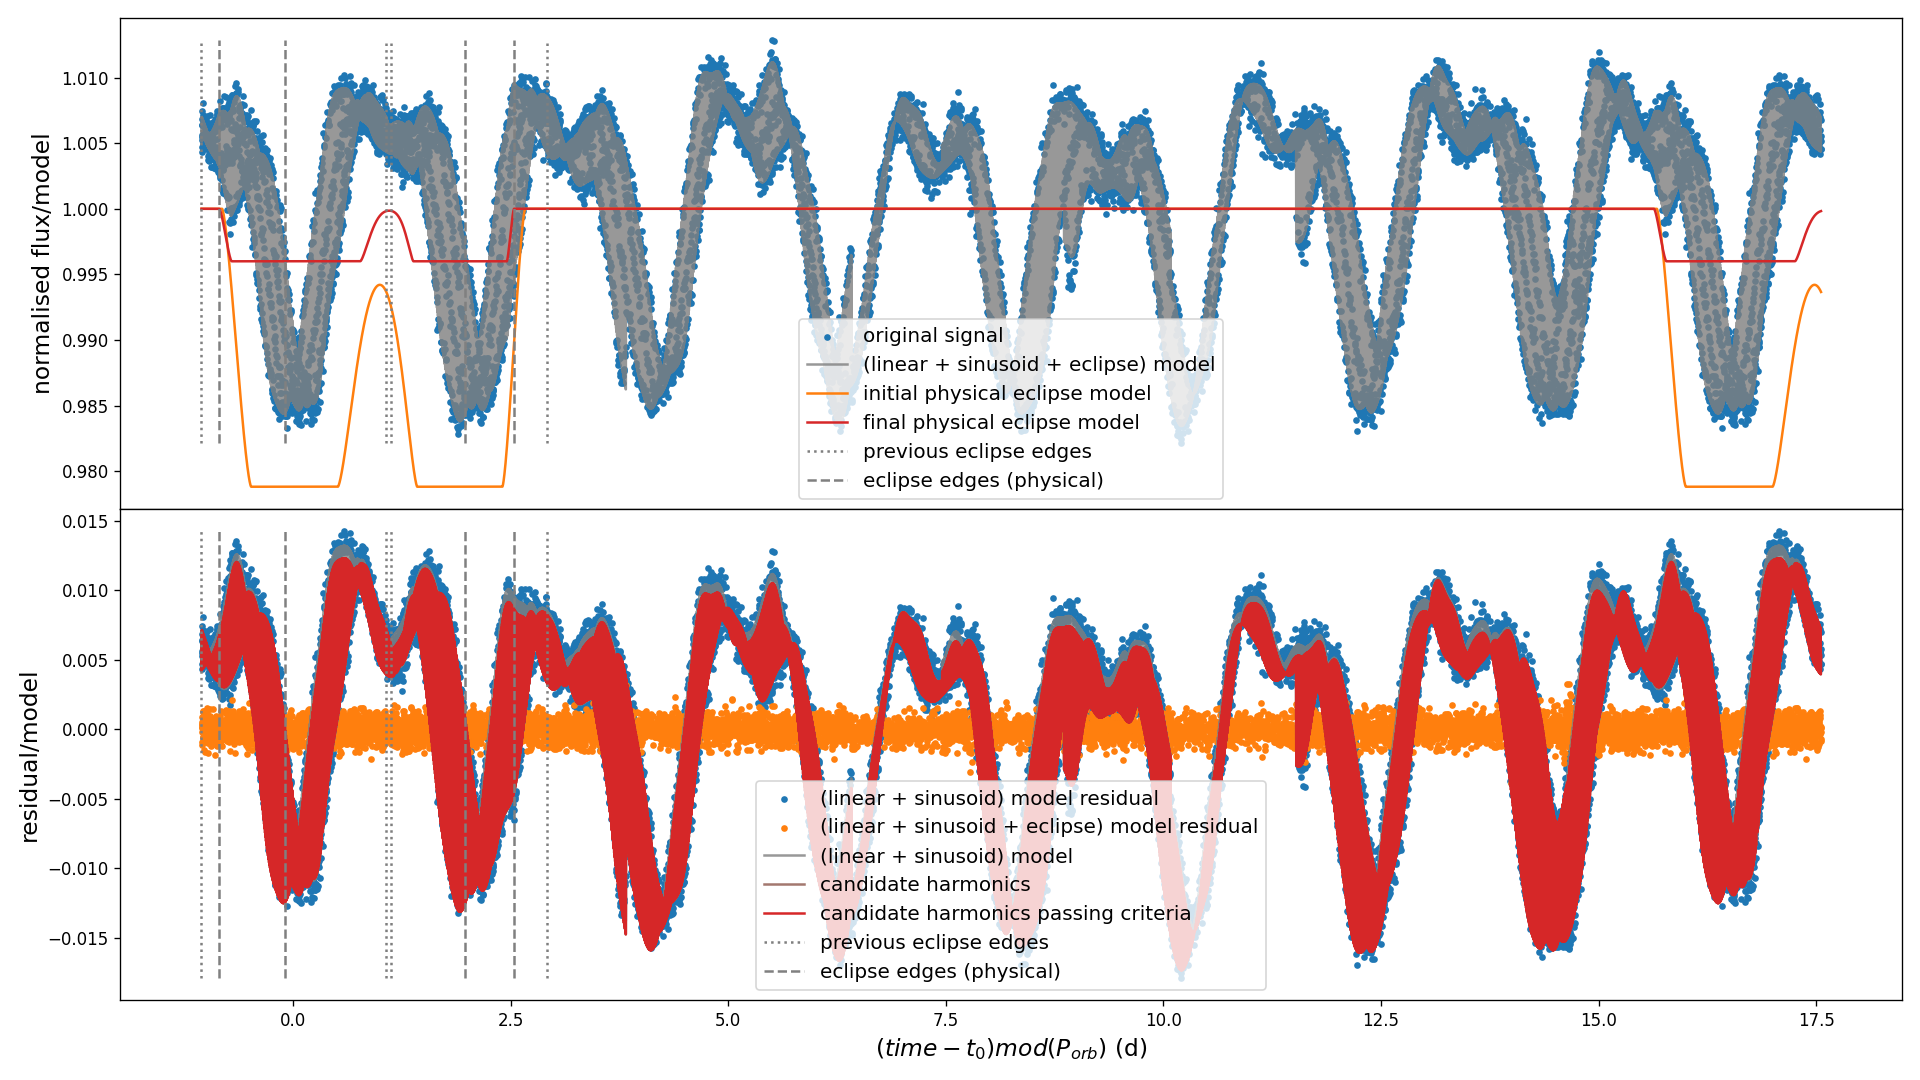 normalised flux/model
1.010
1.005
1.000
0.995
0.990
0.985
0.980
original signal
(linear + sinusoid + eclipse) model
initial physical eclipse model
final physical eclipse model
previous eclipse edges
eclipse edges (physical)
residual/model
0.015
0.010
0.005
0.000
−0.005
−0.010
−0.015
(linear + sinusoid) model residual
(linear + sinusoid + eclipse) model residual
(linear + sinusoid) model
candidate harmonics
candidate harmonics passing criteria
previous eclipse edges
eclipse edges (physical)
0.0 2.5 5.0 7.5 10.0 12.5 15.0 17.5
(time − t₀)mod(Pₒᵣb) (d)